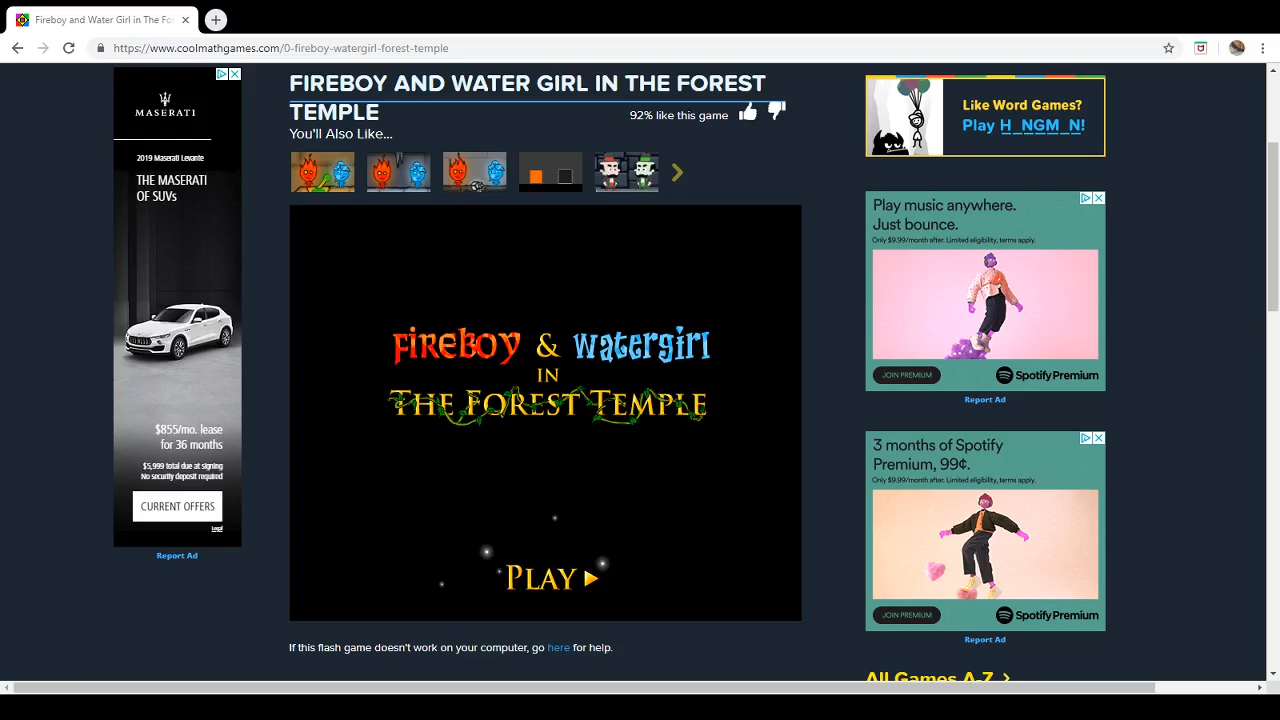 Fireboy and Water Girl in The Fo
https://www.coolmathgames.com/0-fireboy-watergirl-forest-temple
MASERATI
2019 Maserati Levante
THE MASERATI
OF SUVs
$855/mo. lease
for 36 months
$5,999 total due at signing
No security deposit required
CURRENT OFFERS
Legal
Report Ad
FIREBOY AND WATER GIRL IN THE FOREST
TEMPLE
92% like this game
You'll Also Like...
fireboy & watergirl
IN
THE FOREST TEMPLE
PLAY
If this flash game doesn't work on your computer, go here for help.
Like Word Games?
Play H_NGM_N!
Play music anywhere.
Just bounce.
Only $9.99/month after. Limited eligibility, terms apply.
JOIN PREMIUM
Spotify Premium
Report Ad
3 months of Spotify
Premium, 99¢.
Only $9.99/month after. Limited eligibility, terms apply.
JOIN PREMIUM
Spotify Premium
Report Ad
All Games A-Z